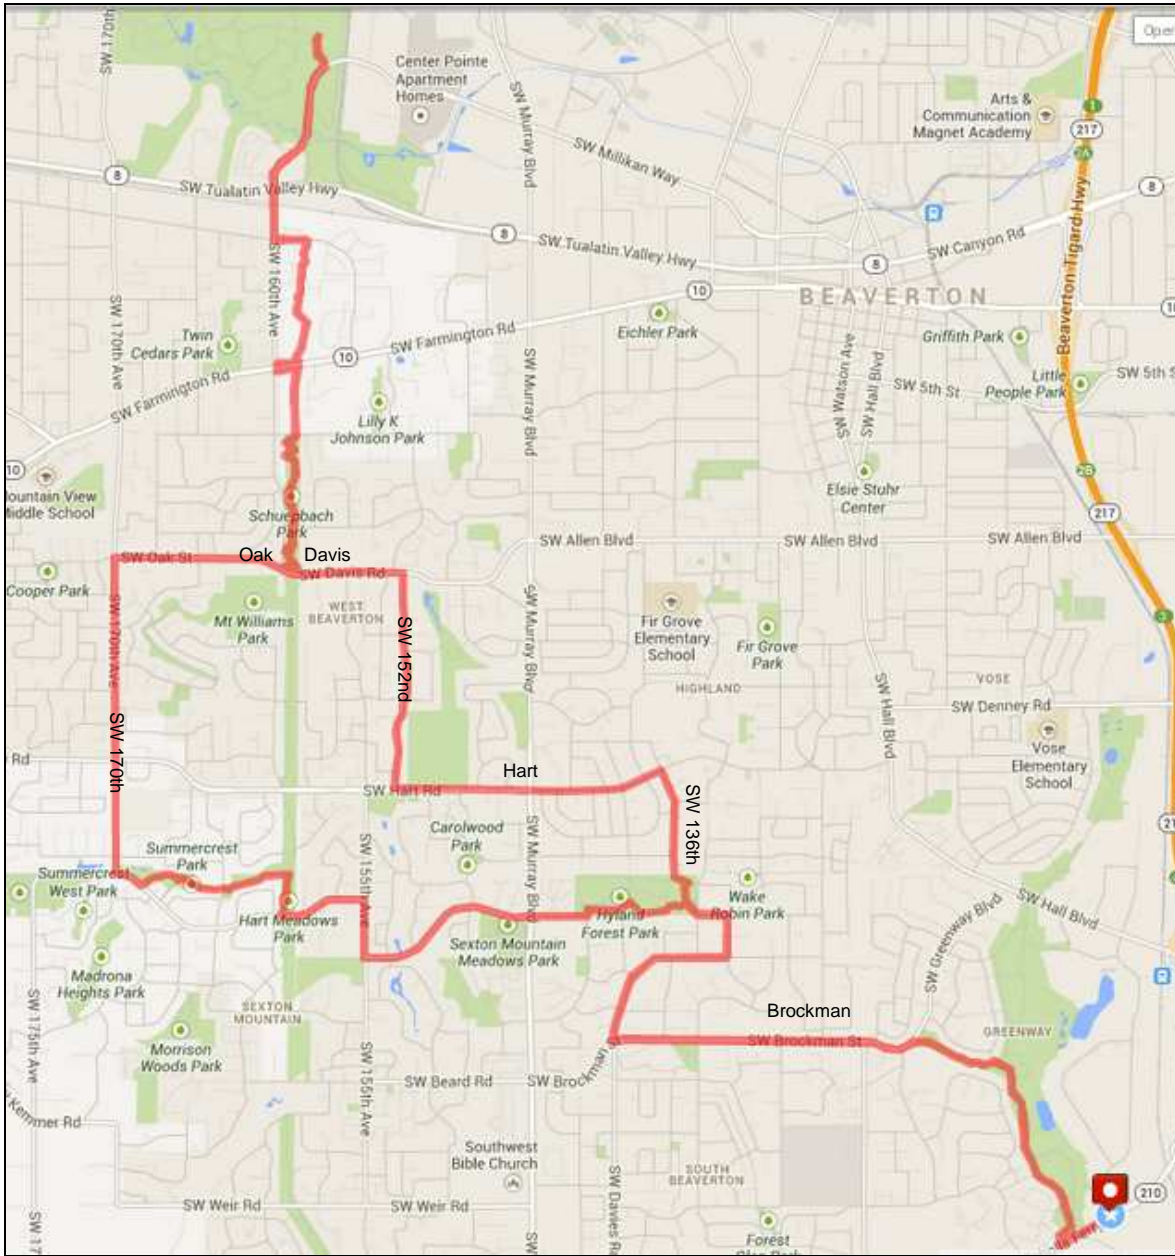 SW 170th
Center Pointe
Apartment
Homes
SW Murray Blvd
Arts &
Communication
Magnet Academy
1
217
2A
SW Millikan Way
8
SW Tualatin Valley Hwy
8
SW Tualatin Valley Hwy
8
SW Canyon Rd
8
Beaverton Tigard Hwy
SW 160th Ave
10
BEAVERTON
SW 170th Ave
Twin
Cedars Park
SW Farmington Rd
10
Eichler Park
Griffith Park
SW Farmington Rd
SW Murray Blvd
SW Watson Ave
SW Hall Blvd
SW 5th St
Little
People Park
SW 5th S
Lilly K
Johnson Park
10
Mountain View
Middle School
Elsie Stuhr
Center
2B
217
Schuepbach
Park
SW Oak St
Oak
Davis
SW Allen Blvd
SW Allen Blvd
SW Allen Blvd
SW Davis Rd
Cooper Park
Mt Williams
Park
WEST
BEAVERTON
SW 170th Ave
SW 152nd
SW Murray Blvd
Fir Grove
Elementary
School
Fir Grove
Park
3
HIGHLAND
VOSE
SW Hall Blvd
SW Denney Rd
SW 170th
Vose
Elementary
School
Rd
Hart
SW Hart Rd
SW 136th
Carolwood
Park
SW Murray Blvd
SW 155th Ave
Summercrest
Park
Summercrest
West Park
Hart Meadows
Park
Hyland
Forest Park
Wake
Robin Park
SW Greenway Blvd
SW Hall Blvd
Sexton Mountain
Meadows Park
Madrona
Heights Park
SW 175th Ave
SEXTON
MOUNTAIN
Brockman
Morrison
Woods Park
SW Brockman St
GREENWAY
SW 155th Ave
SW Beard Rd
SW Brockman
Kemmer Rd
Southwest
Bible Church
SW Davies Rd
SOUTH
BEAVERTON
SW Weir Rd
SW Weir Rd
210
SW 17
SW
Forest